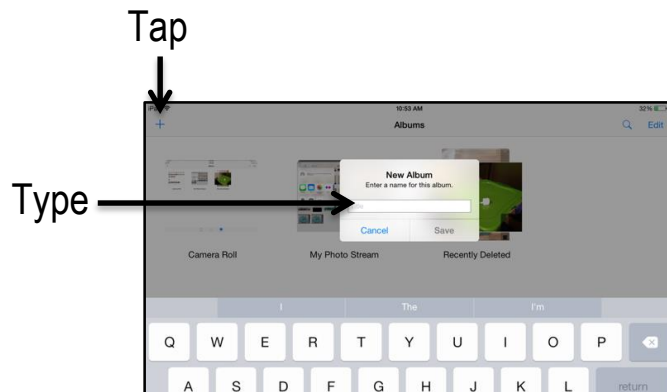 Tap
iPad
10:53 AM
32%
+
Albums
Edit
Type
New Album
Enter a name for this album.
Cancel
Save
Camera Roll
My Photo Stream
Recently Deleted
I
The
I'm
Q W E R T Y U I O P
A S D F G H J K L return